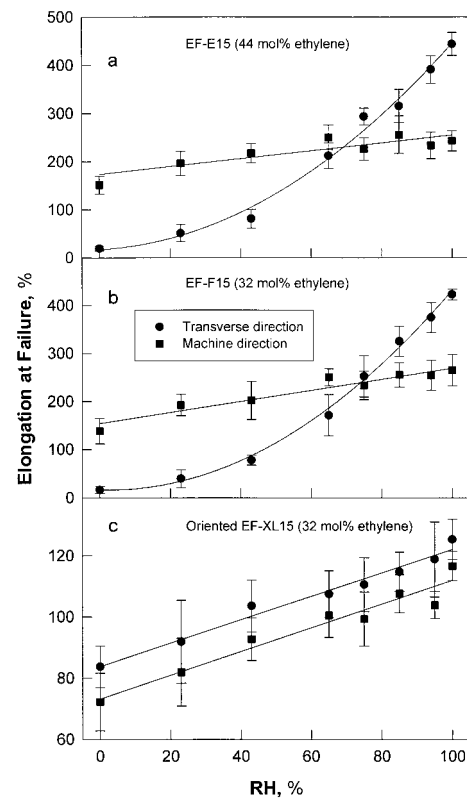 Elongation at Failure, %
500
400
300
200
100
0
a
EF-E15 (44 mol% ethylene)
400
300
200
100
0
b
EF-F15 (32 mol% ethylene)
Transverse direction
Machine direction
120
100
80
60
c
Oriented EF-XL15 (32 mol% ethylene)
0 20 40 60 80 100
RH, %